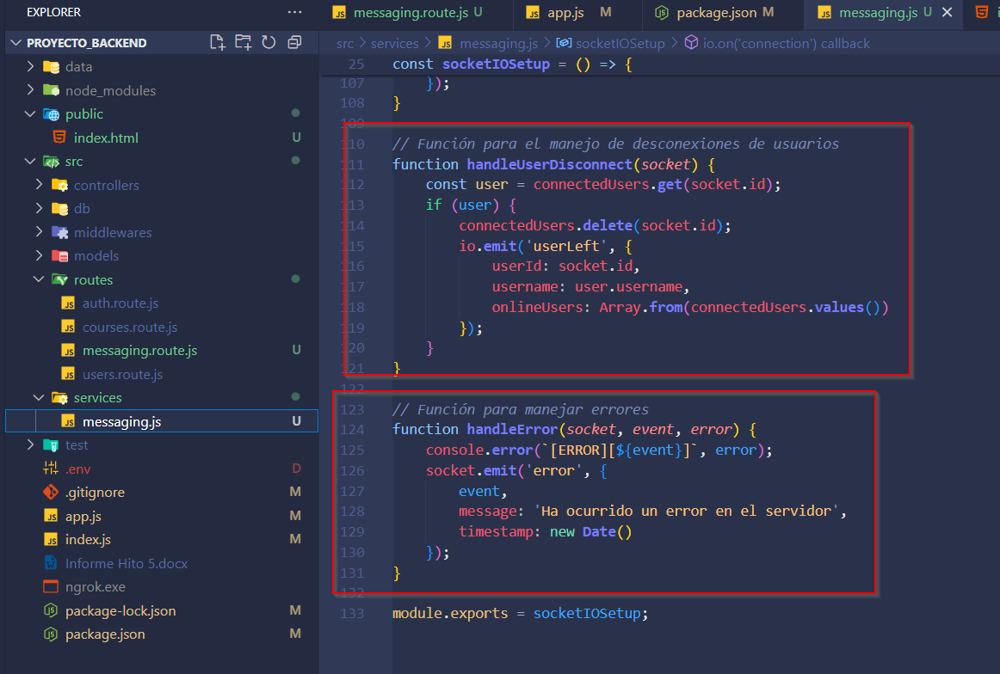 EXPLORER
PROYECTO_BACKEND
data
node_modules
public
index.html U
src
controllers
db
middlewares
models
routes
auth.route.js
courses.route.js
messaging.route.js U
users.route.js
services
messaging.js U
test
.env D
.gitignore M
app.js M
index.js M
Informe Hito 5.docx
ngrok.exe
package-lock.json M
package.json M
messaging.route.js U
app.js M
package.json M
messaging.js U
src > services > messaging.js > socketIOSetup > io.on('connection') callback
25 const socketIOSetup = () => {
107 });
108 }
109
110 // Función para el manejo de desconexiones de usuarios
111 function handleUserDisconnect(socket) {
112 const user = connectedUsers.get(socket.id);
113 if (user) {
114 connectedUsers.delete(socket.id);
115 io.emit('userLeft', {
116 userId: socket.id,
117 username: user.username,
118 onlineUsers: Array.from(connectedUsers.values())
119 });
120 }
121 }
122
123 // Función para manejar errores
124 function handleError(socket, event, error) {
125 console.error(`[ERROR][${event}]`, error);
126 socket.emit('error', {
127 event,
128 message: 'Ha ocurrido un error en el servidor',
129 timestamp: new Date()
130 });
131 }
132
133 module.exports = socketIOSetup;